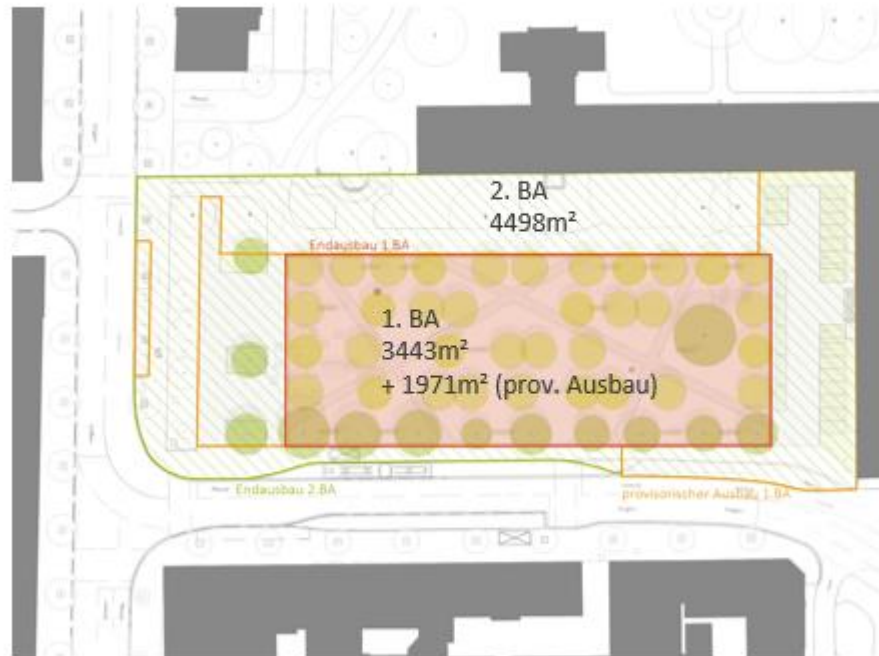 2. BA
4498m²
Endausbau 1.BA
1. BA
3443m²
+ 1971m² (prov. Ausbau)
Endausbau 2.BA
provisorischer Ausbau 1.BA